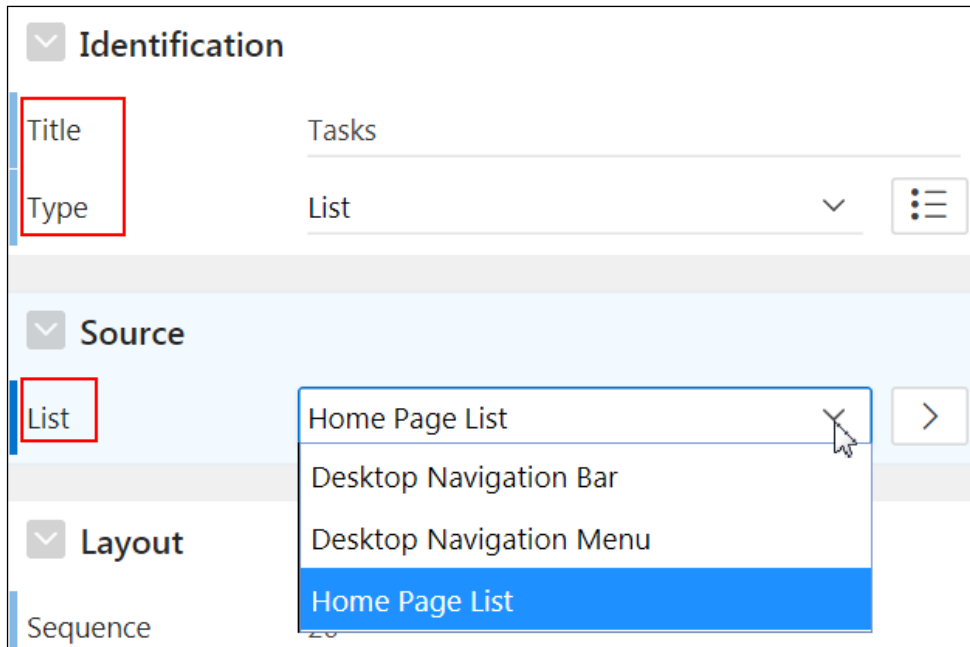 Identification
Title Tasks
Type List
Source
List Home Page List
Desktop Navigation Bar
Desktop Navigation Menu
Layout
Home Page List
Sequence